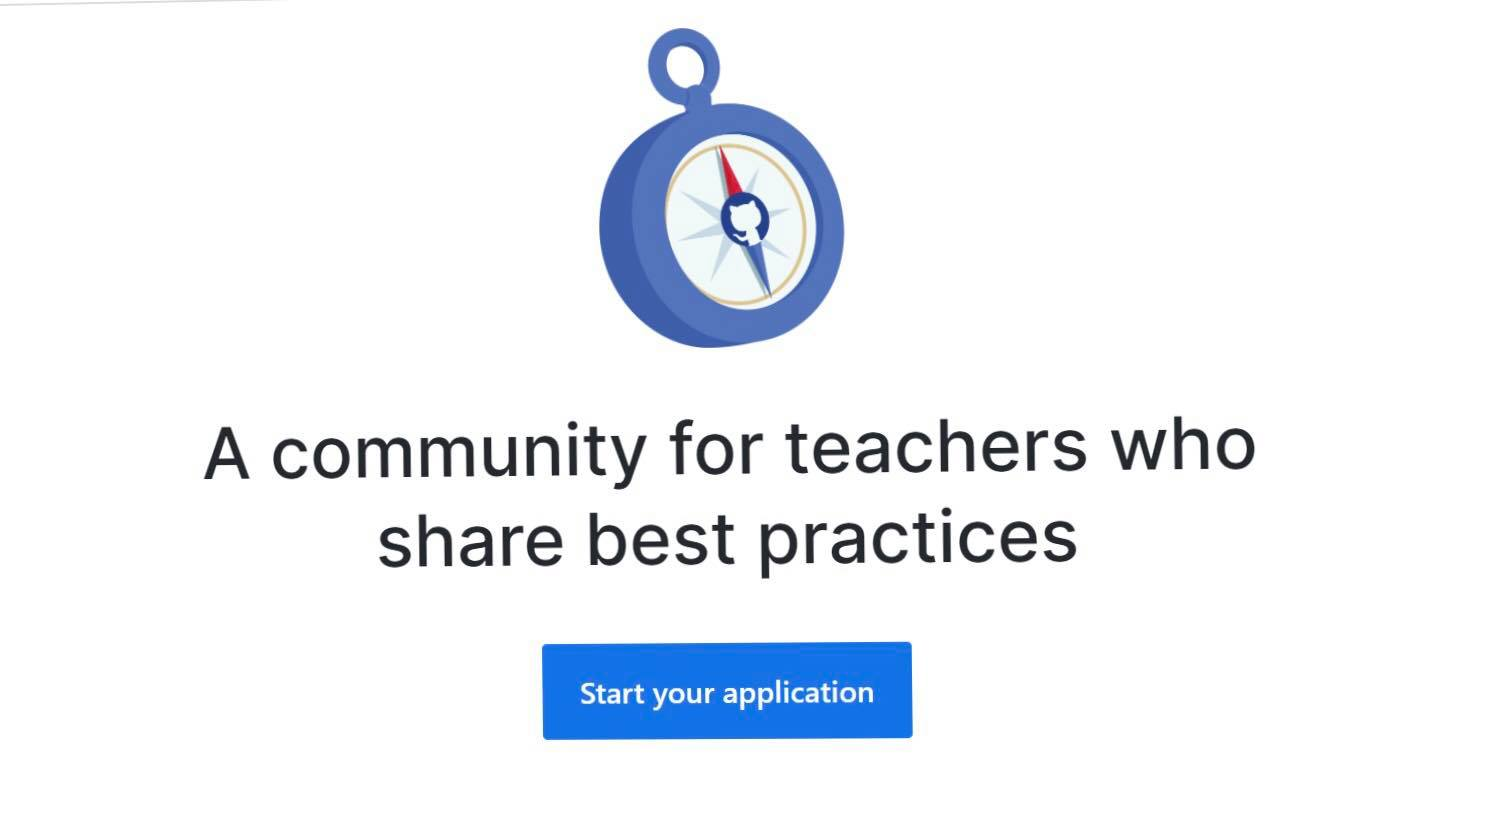 A community for teachers who
share best practices
Start your application